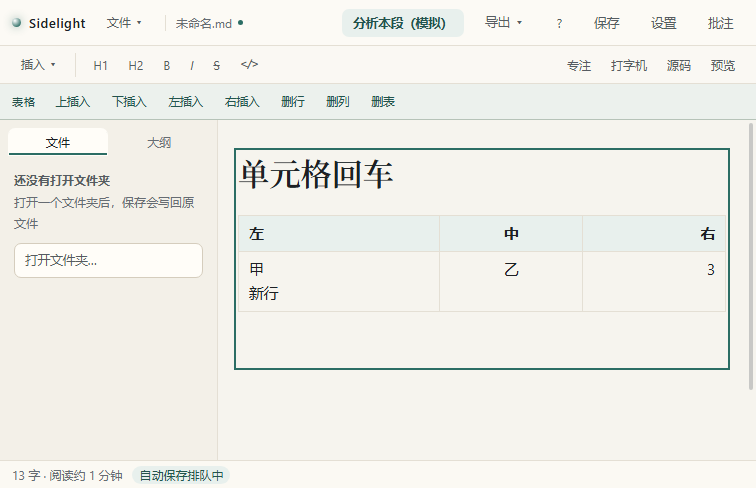 Sidelight 文件 ▾ 未命名.md ● 分析本段（模拟） 导出 ▾ ? 保存 设置 批注
插入 ▾ H1 H2 B I S </> 专注 打字机 源码 预览
表格 上插入 下插入 左插入 右插入 删行 删列 删表
文件 大纲
还没有打开文件夹
打开一个文件夹后，保存会写回原
文件
打开文件夹...
单元格回车
左 中 右
甲 乙 3
新行
13 字 · 阅读约 1 分钟 自动保存排队中